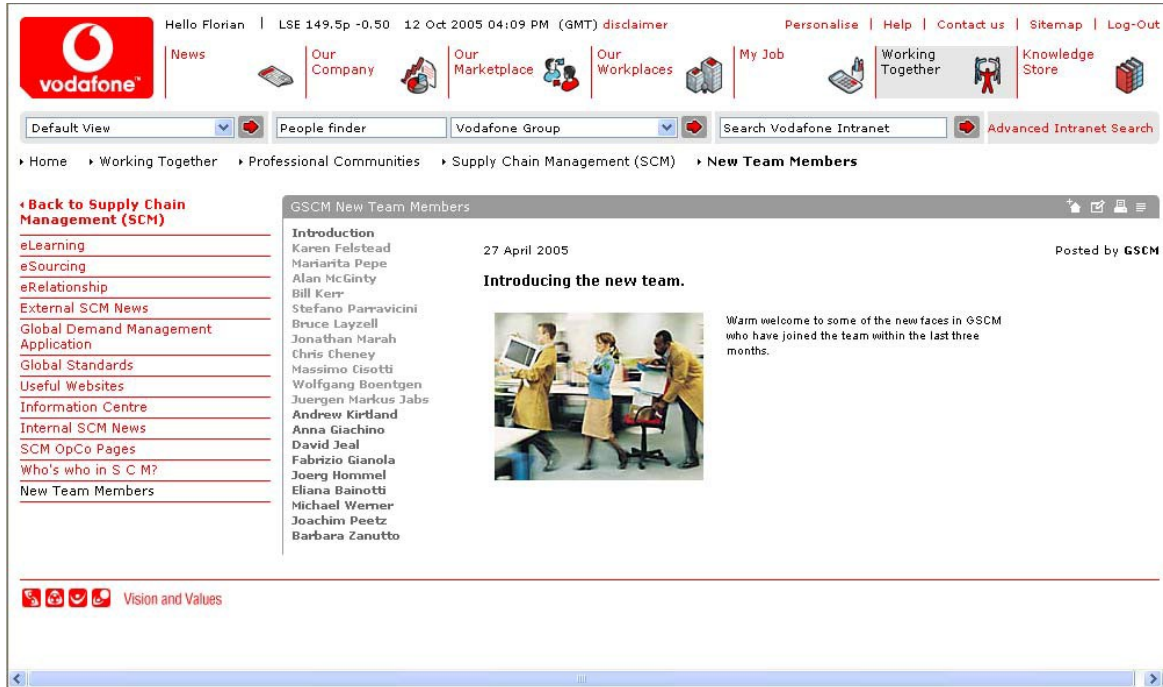 Hello Florian | LSE 149.5p -0.50 12 Oct 2005 04:09 PM (GMT) disclaimer
Personalise | Help | Contact us | Sitemap | Log-Out
vodafone™
News
Our
Company
Our
Marketplace
Our
Workplaces
My Job
Working
Together
Knowledge
Store
Default View
People finder
Vodafone Group
Search Vodafone Intranet
Advanced Intranet Search
Home Working Together Professional Communities Supply Chain Management (SCM) New Team Members
Back to Supply Chain
Management (SCM)
eLearning
eSourcing
eRelationship
External SCM News
Global Demand Management
Application
Global Standards
Useful Websites
Information Centre
Internal SCM News
SCM OpCo Pages
Who's who in S C M?
New Team Members
GSCM New Team Members
Introduction
Karen Felstead
Mariarita Pepe
Alan McGinty
Bill Kerr
Stefano Parravicini
Bruce Layzell
Jonathan Marah
Chris Cheney
Massimo Cisotti
Wolfgang Boentgen
Juergen Markus Jabs
Andrew Kirtland
Anna Giachino
David Jeal
Fabrizio Gianola
Joerg Hommel
Eliana Bainotti
Michael Werner
Joachim Peetz
Barbara Zanutto
27 April 2005
Posted by GSCM
Introducing the new team.
Warm welcome to some of the new faces in GSCM
who have joined the team within the last three
months.
Vision and Values